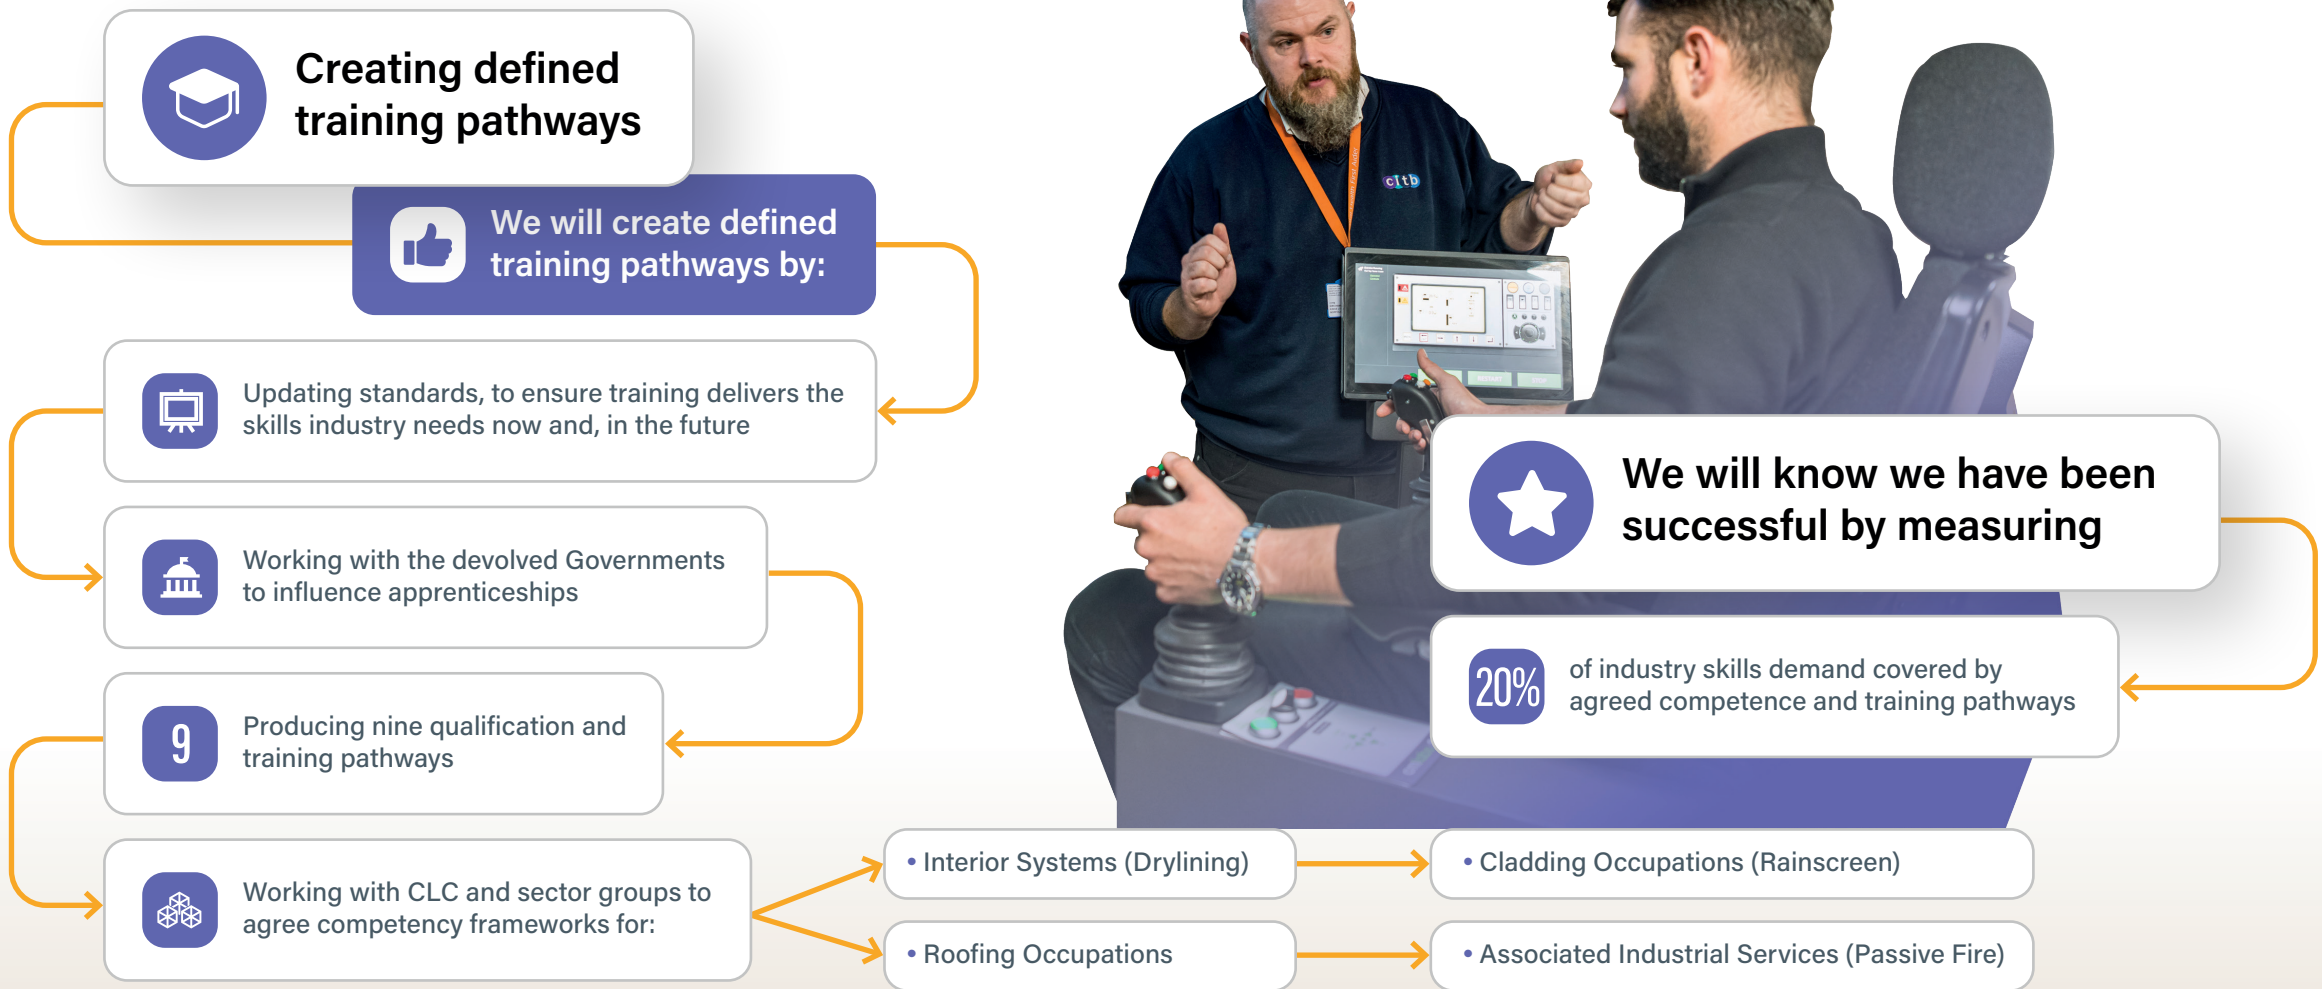 Creating defined
training pathways
We will create defined
training pathways by:
Updating standards, to ensure training delivers the
skills industry needs now and, in the future
Working with the devolved Governments
to influence apprenticeships
9
Producing nine qualification and
training pathways
Working with CLC and sector groups to
agree competency frameworks for:
• Interior Systems (Drylining)
• Cladding Occupations (Rainscreen)
• Roofing Occupations
• Associated Industrial Services (Passive Fire)
citb
We will know we have been
successful by measuring
20%
of industry skills demand covered by
agreed competence and training pathways